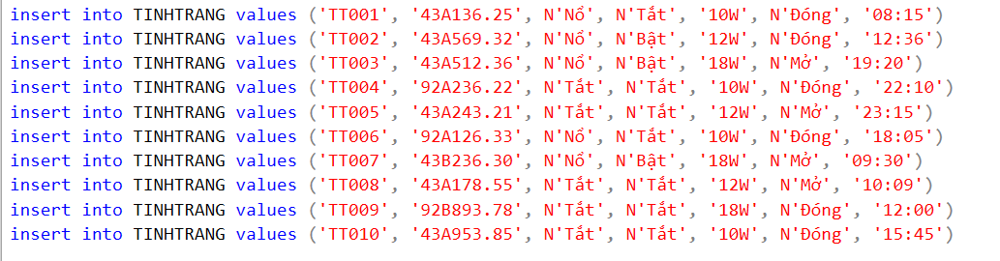 insert into TINHTRANG values ('TT001', '43A136.25', N'Nổ', N'Tắt', '10W', N'Đóng', '08:15')
insert into TINHTRANG values ('TT002', '43A569.32', N'Nổ', N'Bật', '12W', N'Đóng', '12:36')
insert into TINHTRANG values ('TT003', '43A512.36', N'Nổ', N'Bật', '18W', N'Mở', '19:20')
insert into TINHTRANG values ('TT004', '92A236.22', N'Tắt', N'Tắt', '10W', N'Đóng', '22:10')
insert into TINHTRANG values ('TT005', '43A243.21', N'Tắt', N'Tắt', '12W', N'Mở', '23:15')
insert into TINHTRANG values ('TT006', '92A126.33', N'Nổ', N'Tắt', '10W', N'Đóng', '18:05')
insert into TINHTRANG values ('TT007', '43B236.30', N'Nổ', N'Bật', '18W', N'Mở', '09:30')
insert into TINHTRANG values ('TT008', '43A178.55', N'Tắt', N'Tắt', '12W', N'Mở', '10:09')
insert into TINHTRANG values ('TT009', '92B893.78', N'Tắt', N'Tắt', '18W', N'Đóng', '12:00')
insert into TINHTRANG values ('TT010', '43A953.85', N'Tắt', N'Tắt', '10W', N'Đóng', '15:45')